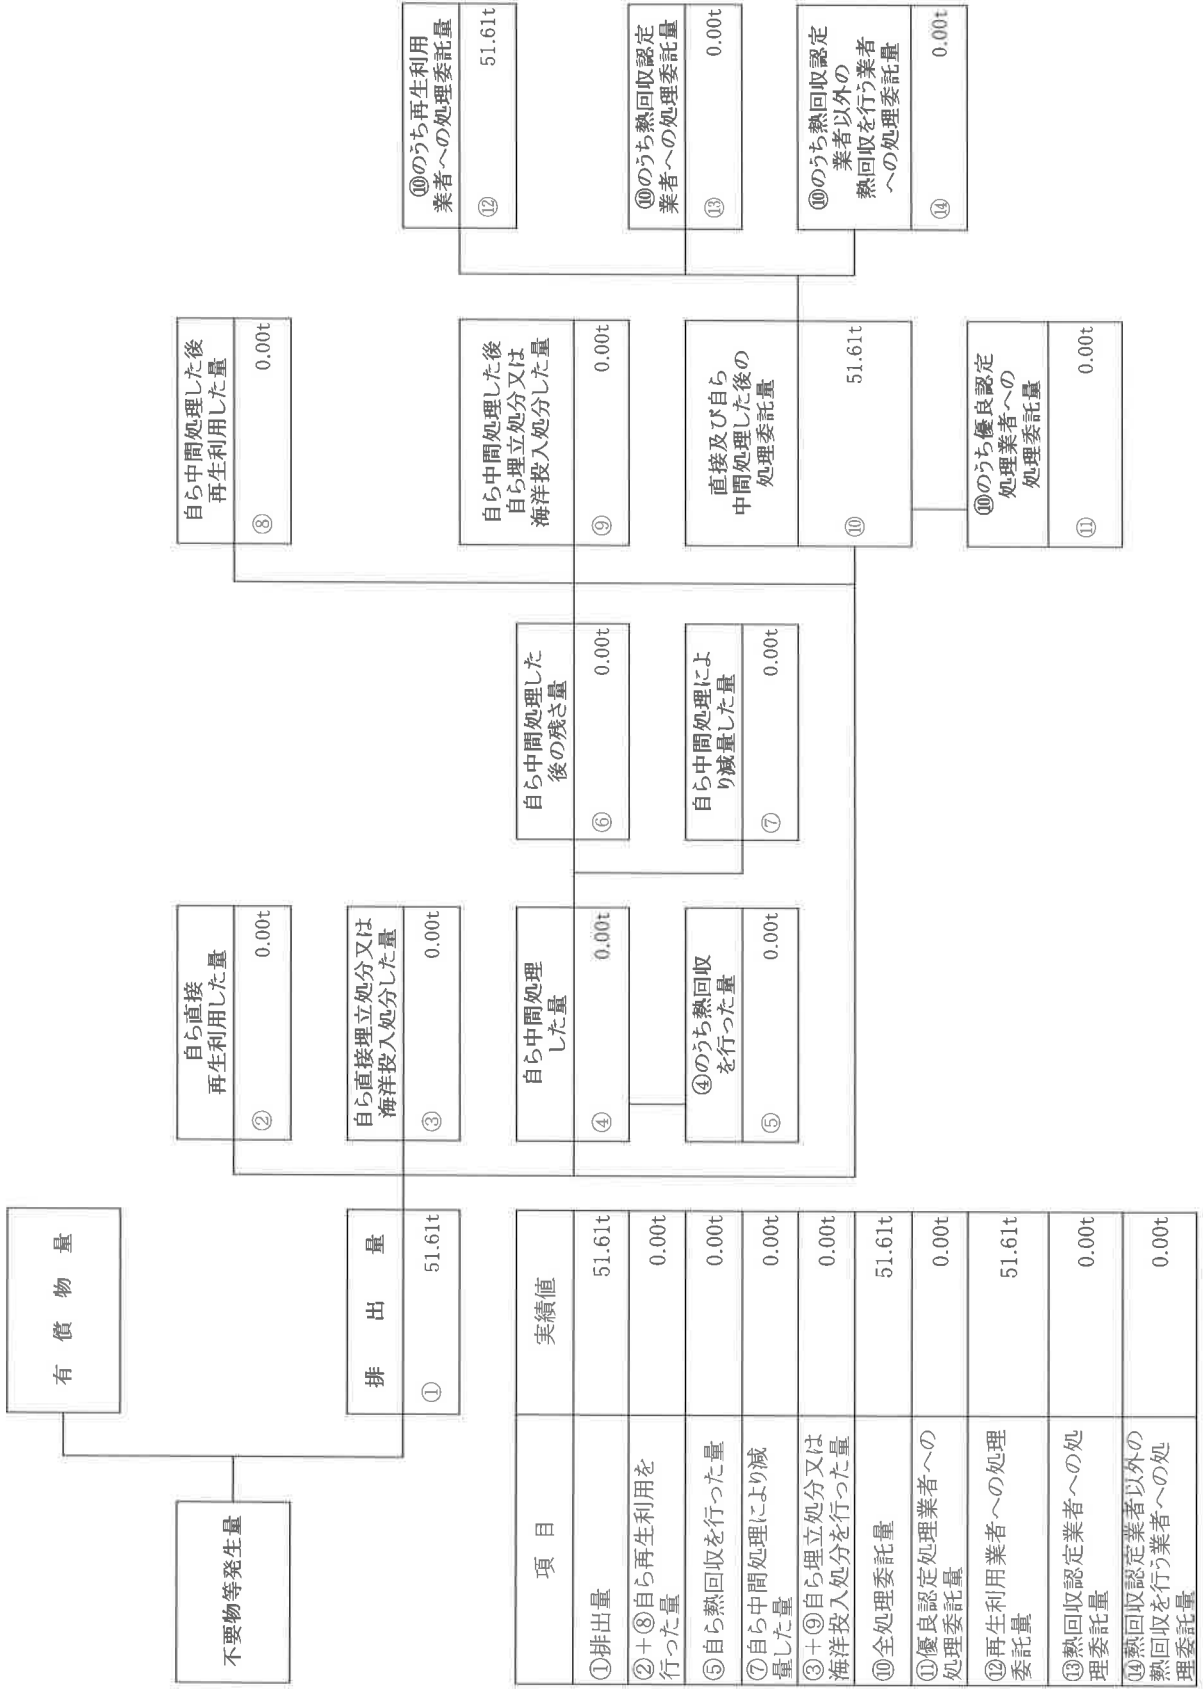 不要物等発生量
有償物量
排出量
①
51.61t
自ら直接
再生利用した量
②
0.00t
自ら直接埋立処分又は
海洋投入処分した量
③
0.00t
自ら中間処理
した量
④
0.00t
④のうち熱回収
を行った量
⑤
0.00t
自ら中間処理した
後の残さ量
⑥
0.00t
自ら中間処理によ
り減量した量
⑦
0.00t
自ら中間処理した後
再生利用した量
⑧
0.00t
自ら中間処理した後
自ら埋立処分又は
海洋投入処分した量
⑨
0.00t
直接及び自ら
中間処理した後の
処理委託量
⑩
51.61t
⑩のうち優良認定
処理業者への
処理委託量
⑪
0.00t
⑩のうち再生利用
業者への処理委託量
⑫
51.61t
⑩のうち熱回収認定
業者への処理委託量
⑬
0.00t
⑩のうち熱回収認定
業者以外の
熱回収を行う業者
への処理委託量
⑭
0.00t
項目 実績値
①排出量 51.61t
②＋⑧自ら再生利用を
行った量 0.00t
⑤自ら熱回収を行った量 0.00t
⑦自ら中間処理により減
量した量 0.00t
③＋⑨自ら埋立処分又は
海洋投入処分を行った量 0.00t
⑩全処理委託量 51.61t
⑪優良認定処理業者への
処理委託量 0.00t
⑫再生利用業者への処理
委託量 51.61t
⑬熱回収認定業者への処
理委託量 0.00t
⑭熱回収認定業者以外の
熱回収を行う業者への処
理委託量 0.00t